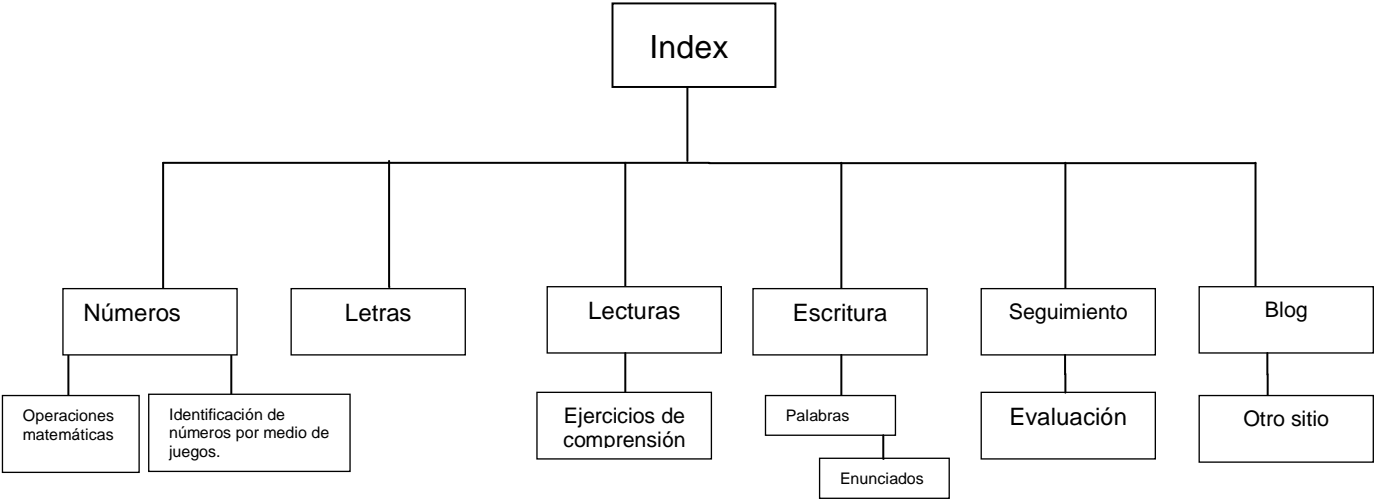 Index
Números
Letras
Lecturas
Escritura
Seguimiento
Blog
Operaciones
matemáticas
Identificación de
números por medio de
juegos.
Ejercicios de
comprensión
Palabras
Enunciados
Evaluación
Otro sitio